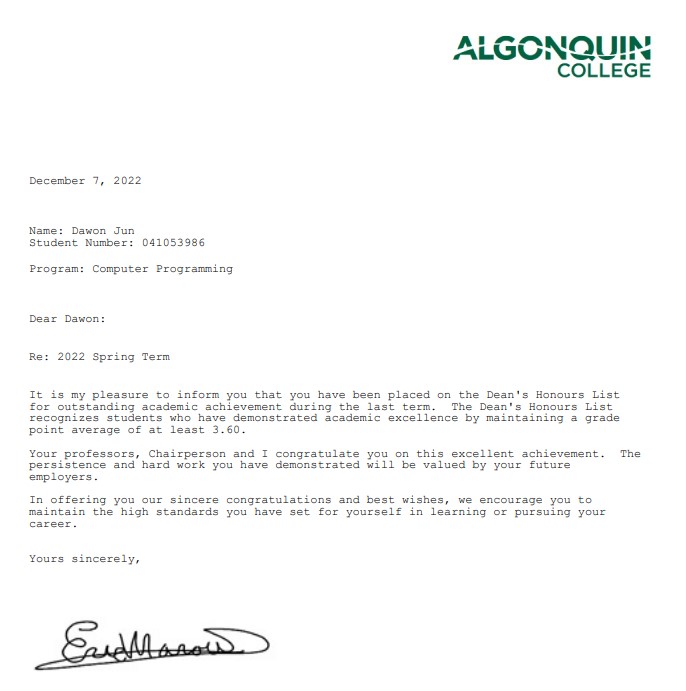 ALGONQUIN
COLLEGE
December 7, 2022
Name: Dawon Jun
Student Number: 041053986
Program: Computer Programming
Dear Dawon:
Re: 2022 Spring Term
It is my pleasure to inform you that you have been placed on the Dean's Honours List
for outstanding academic achievement during the last term.  The Dean's Honours List
recognizes students who have demonstrated academic excellence by maintaining a grade
point average of at least 3.60.
Your professors, Chairperson and I congratulate you on this excellent achievement.  The
persistence and hard work you have demonstrated will be valued by your future
employers.
In offering you our sincere congratulations and best wishes, we encourage you to
maintain the high standards you have set for yourself in learning or pursuing your
career.
Yours sincerely,